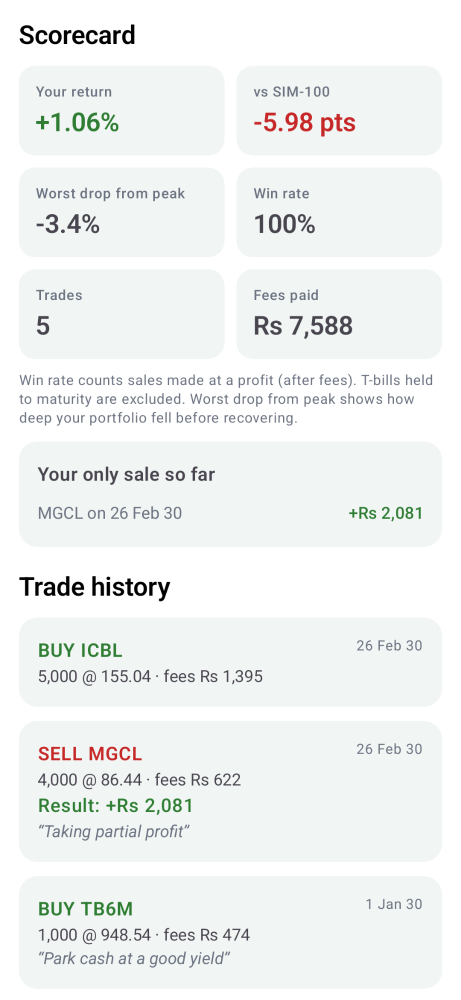 Scorecard
Your return
+1.06%
vs SIM-100
-5.98 pts
Worst drop from peak
-3.4%
Win rate
100%
Trades
5
Fees paid
Rs 7,588
Win rate counts sales made at a profit (after fees). T-bills held
to maturity are excluded. Worst drop from peak shows how
deep your portfolio fell before recovering.
Your only sale so far
MGCL on 26 Feb 30
+Rs 2,081
Trade history
BUY ICBL
26 Feb 30
5,000 @ 155.04 · fees Rs 1,395
SELL MGCL
26 Feb 30
4,000 @ 86.44 · fees Rs 622
Result: +Rs 2,081
“Taking partial profit”
BUY TB6M
1 Jan 30
1,000 @ 948.54 · fees Rs 474
“Park cash at a good yield”